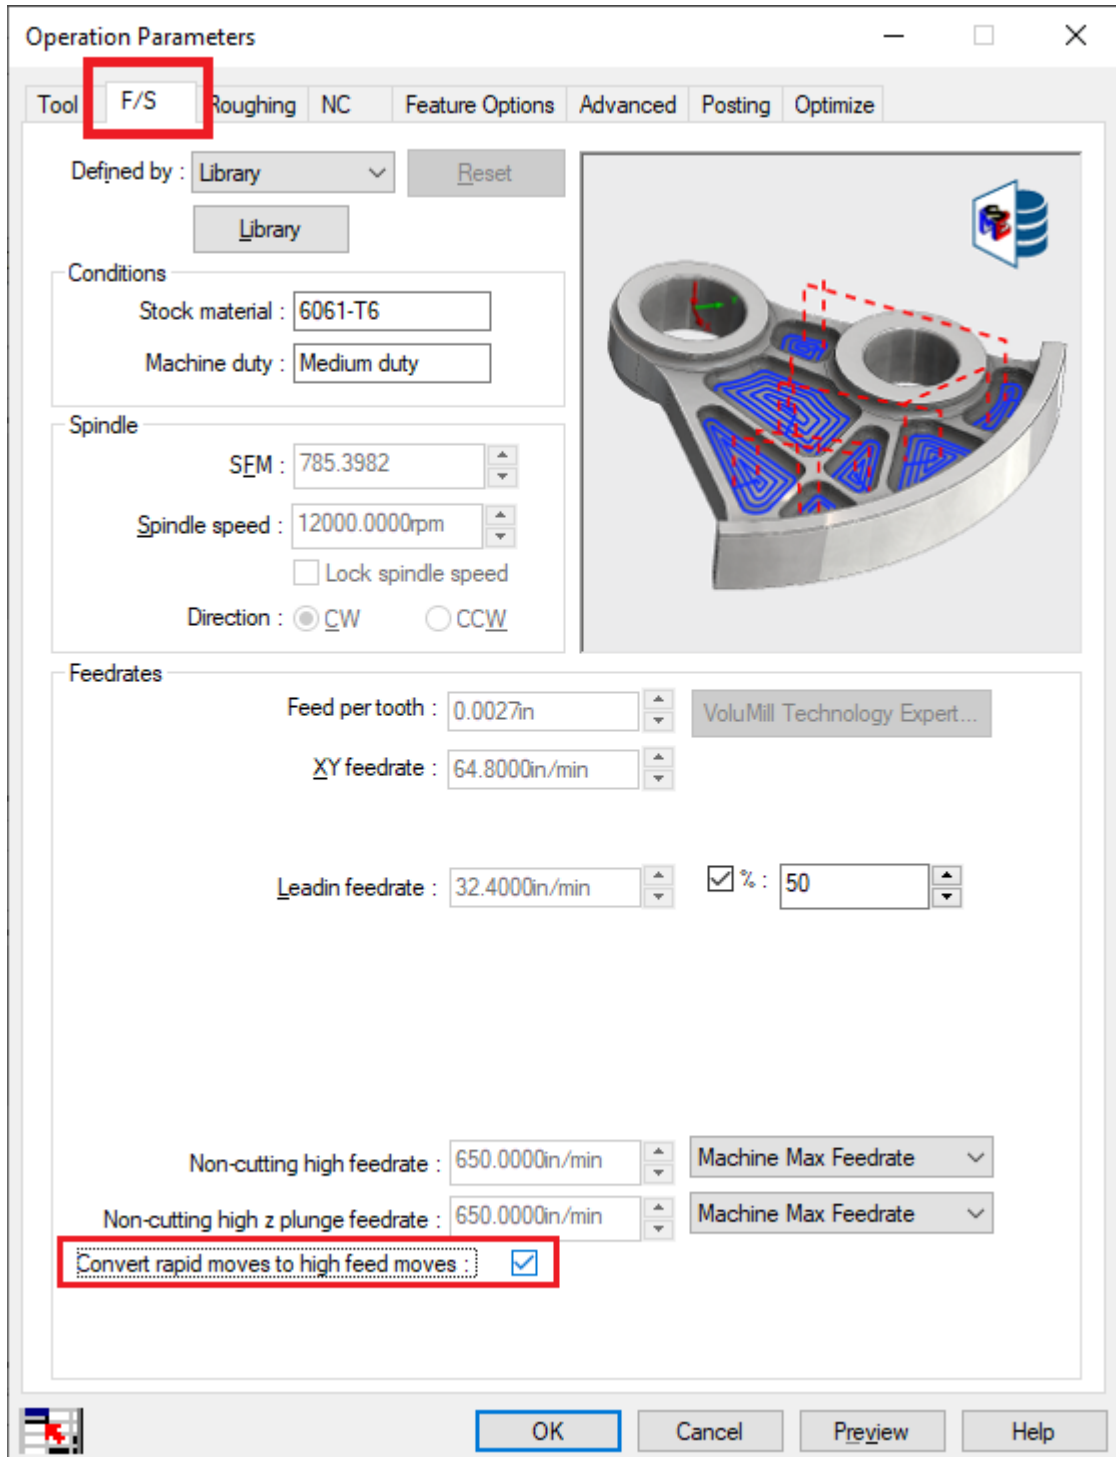 Operation Parameters
Tool F/S Roughing NC Feature Options Advanced Posting Optimize
Defined by : Library Reset
Library
Conditions
Stock material : 6061-T6
Machine duty : Medium duty
Spindle
SFM : 785.3982
Spindle speed : 12000.0000rpm
Lock spindle speed
Direction : CW CCW
Feedrates
Feed per tooth : 0.0027in VoluMill Technology Expert...
XY feedrate : 64.8000in/min
Leadin feedrate : 32.4000in/min % : 50
Non-cutting high feedrate : 650.0000in/min Machine Max Feedrate
Non-cutting high z plunge feedrate : 650.0000in/min Machine Max Feedrate
Convert rapid moves to high feed moves :
OK Cancel Preview Help